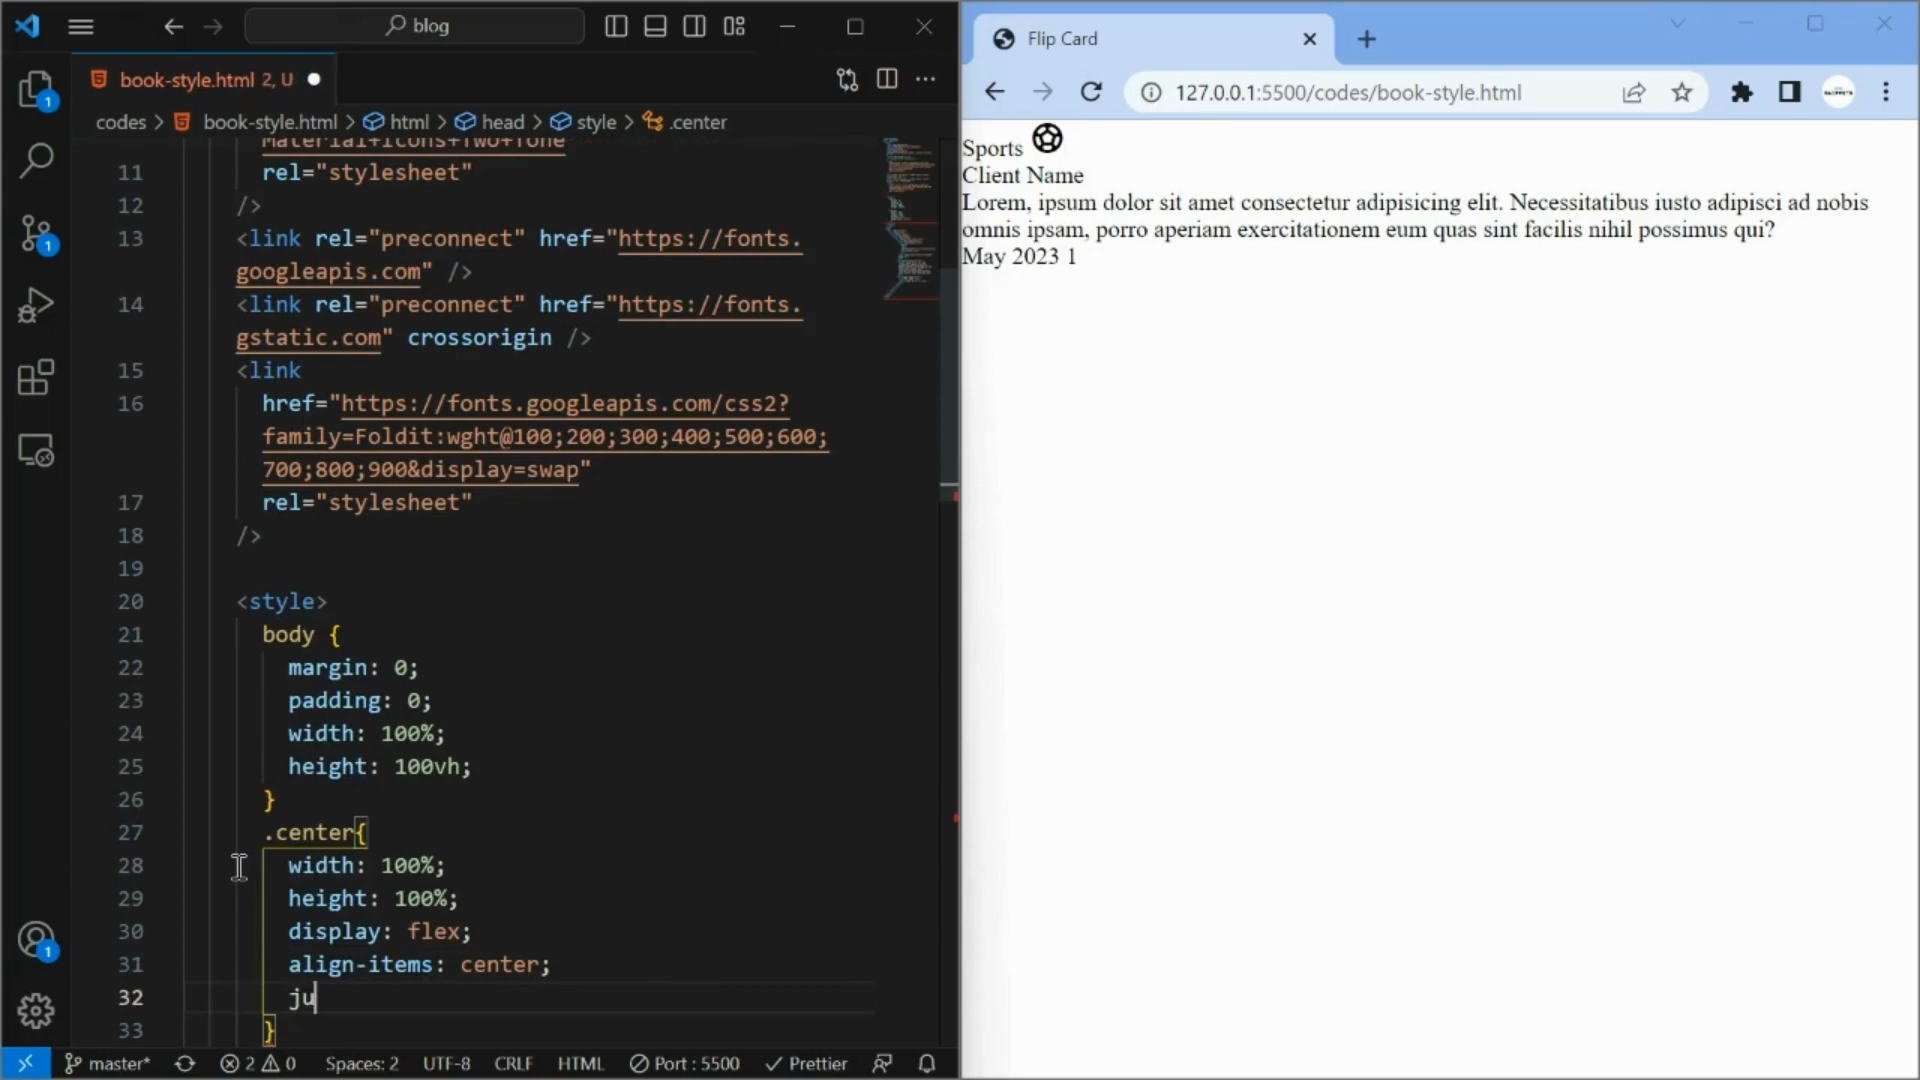 blog
book-style.html 2, U
codes > book-style.html > html > head > style > .center
Material+Icons+Two+Tone
11 rel="stylesheet"
12 />
13 <link rel="preconnect" href="https://fonts.
googleapis.com" />
14 <link rel="preconnect" href="https://fonts.
gstatic.com" crossorigin />
15 <link
16 href="https://fonts.googleapis.com/css2?
family=Foldit:wght@100;200;300;400;500;600;
700;800;900&display=swap"
17 rel="stylesheet"
18 />
19
20 <style>
21 body {
22 margin: 0;
23 padding: 0;
24 width: 100%;
25 height: 100vh;
26 }
27 .center{
28 width: 100%;
29 height: 100%;
30 display: flex;
31 align-items: center;
32 ju
33 }
1
1
1
master* 2 0 Spaces: 2 UTF-8 CRLF HTML Port : 5500 Prettier
Flip Card
127.0.0.1:5500/codes/book-style.html
Sports
Client Name
Lorem, ipsum dolor sit amet consectetur adipisicing elit. Necessitatibus iusto adipisci ad nobis
omnis ipsam, porro aperiam exercitationem eum quas sint facilis nihil possimus qui?
May 2023 1